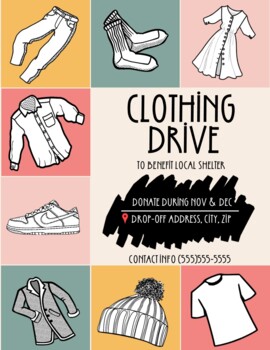 CLOTHING
DRIVE
TO BENEFIT LOCAL SHELTER
DONATE DURING NOV & DEC
DROP-OFF ADDRESS, CITY, ZIP
CONTACT INFO (555)555-5555